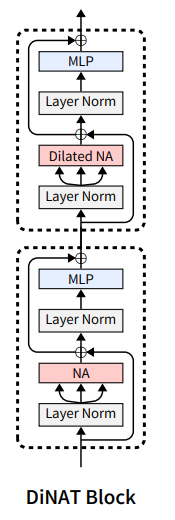 MLP
Layer Norm
Dilated NA
Layer Norm
MLP
Layer Norm
NA
Layer Norm
DiNAT Block